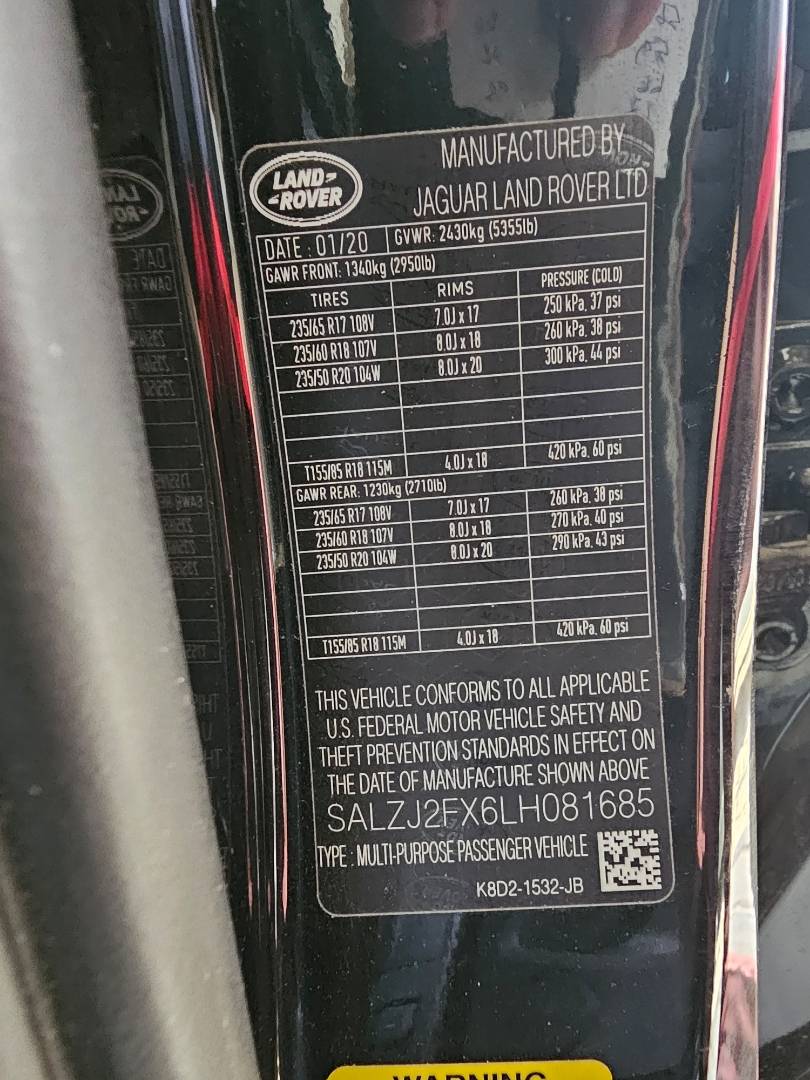 LAND-
-ROVER
MANUFACTURED BY
JAGUAR LAND ROVER LTD
DATE : 01/20 GVWR: 2430kg (5355lb)
GAWR FRONT: 1340kg (2950lb)
TIRES RIMS PRESSURE (COLD)
235/65 R17 108V 7.0J x 17 250 kPa, 37 psi
235/60 R18 107V 8.0J x 18 260 kPa, 38 psi
235/50 R20 104W 8.0J x 20 300 kPa, 44 psi
T155/85 R18 115M 4.0J x 18 420 kPa, 60 psi
GAWR REAR: 1230kg (2710lb)
235/65 R17 108V 7.0J x 17 260 kPa, 38 psi
235/60 R18 107V 8.0J x 18 270 kPa, 40 psi
235/50 R20 104W 8.0J x 20 290 kPa, 43 psi
T155/85 R18 115M 4.0J x 18 420 kPa, 60 psi
THIS VEHICLE CONFORMS TO ALL APPLICABLE
U.S. FEDERAL MOTOR VEHICLE SAFETY AND
THEFT PREVENTION STANDARDS IN EFFECT ON
THE DATE OF MANUFACTURE SHOWN ABOVE
SALZJ2FX6LH081685
TYPE : MULTI-PURPOSE PASSENGER VEHICLE
K8D2-1532-JB
WARNING